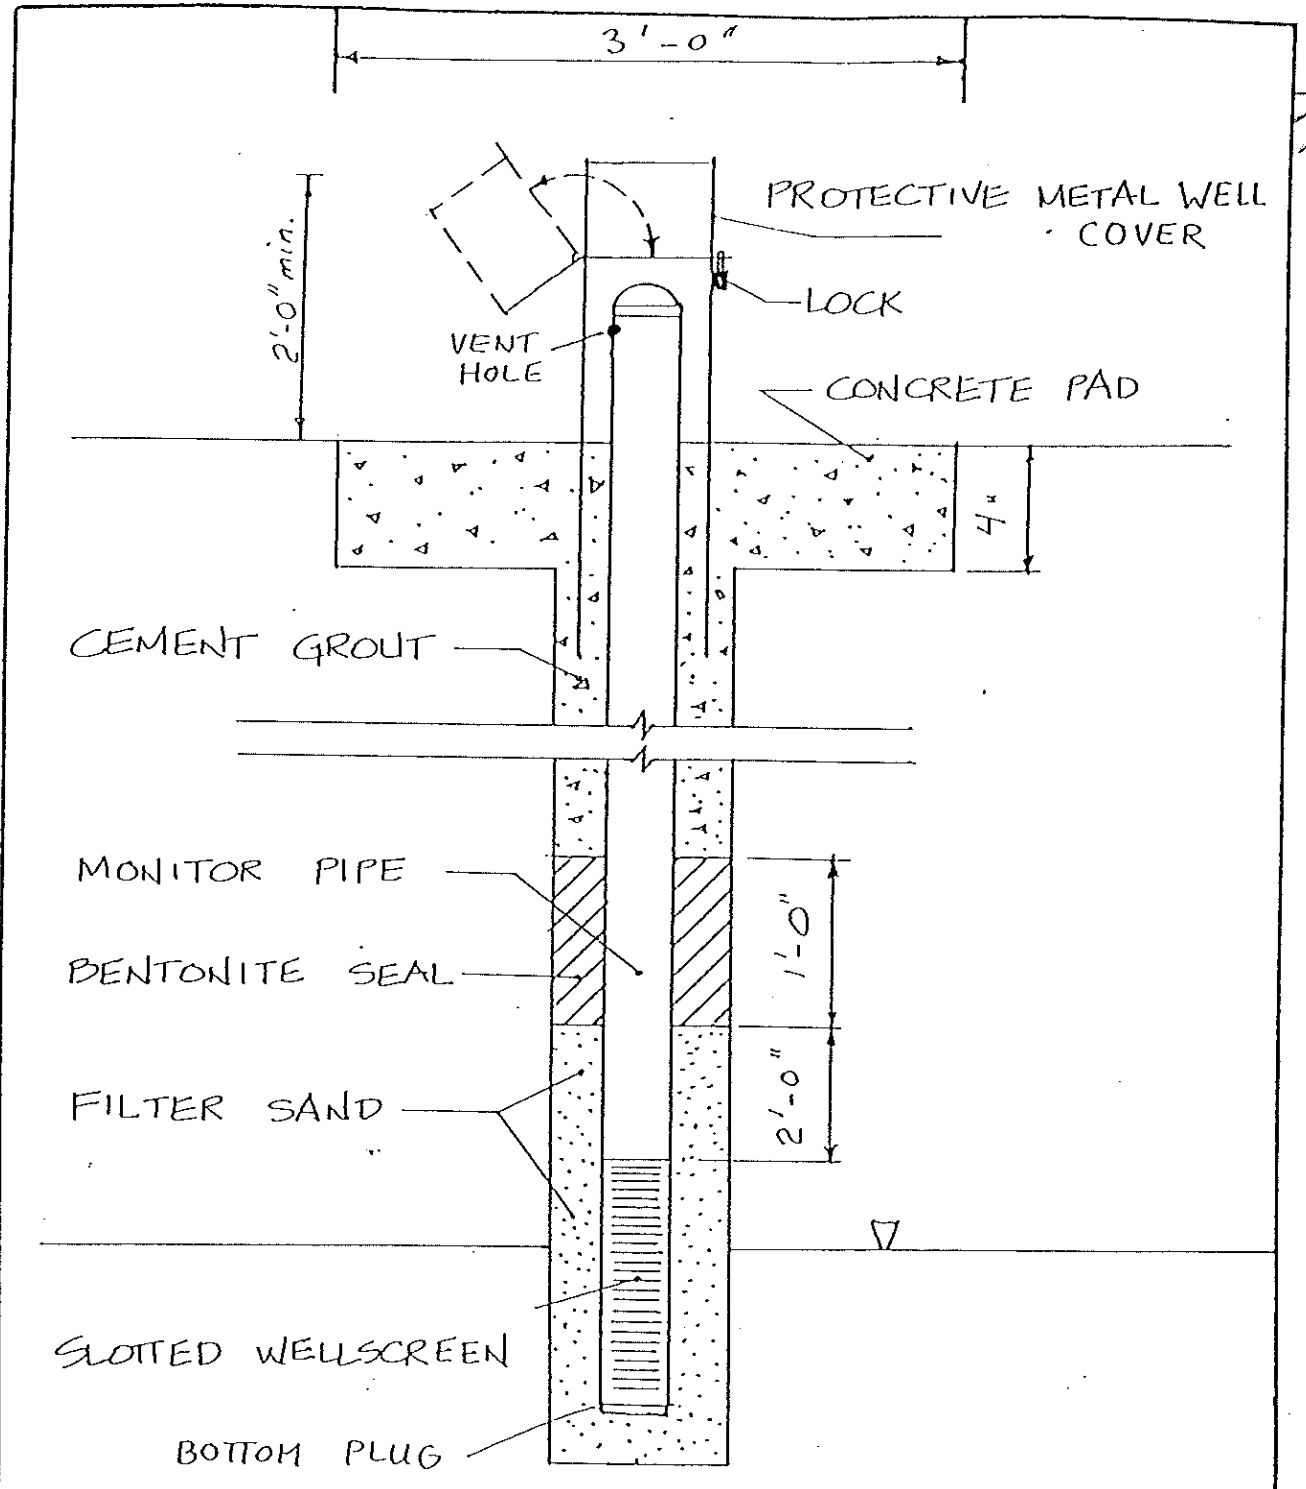 3'-0"
PROTECTIVE METAL WELL
COVER
2'-0" min.
LOCK
VENT
HOLE
CONCRETE PAD
4"
CEMENT GROUT
MONITOR PIPE
1'-0"
BENTONITE SEAL
2'-0"
FILTER SAND
SLOTTED WELLSCREEN
BOTTOM PLUG